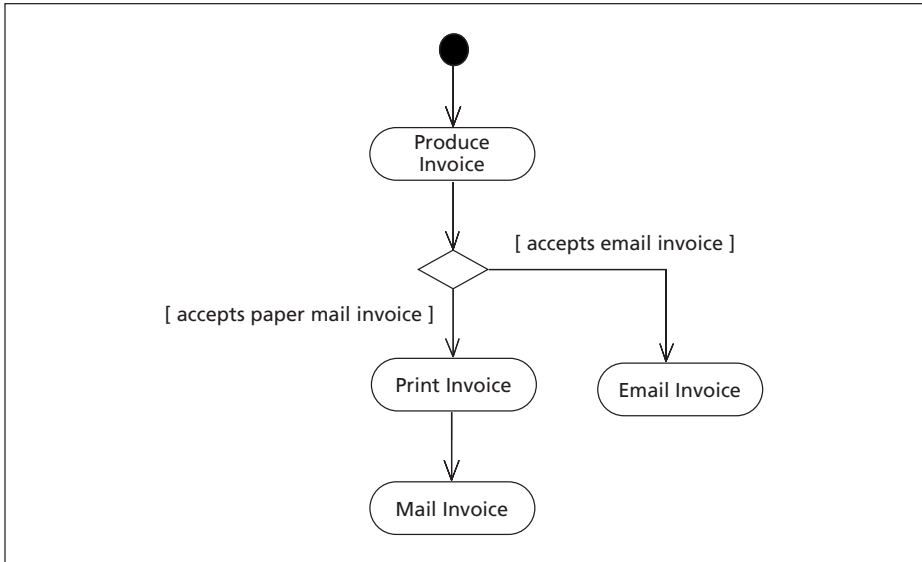 Produce
Invoice
[ accepts email invoice ]
[ accepts paper mail invoice ]
Print Invoice
Email Invoice
Mail Invoice